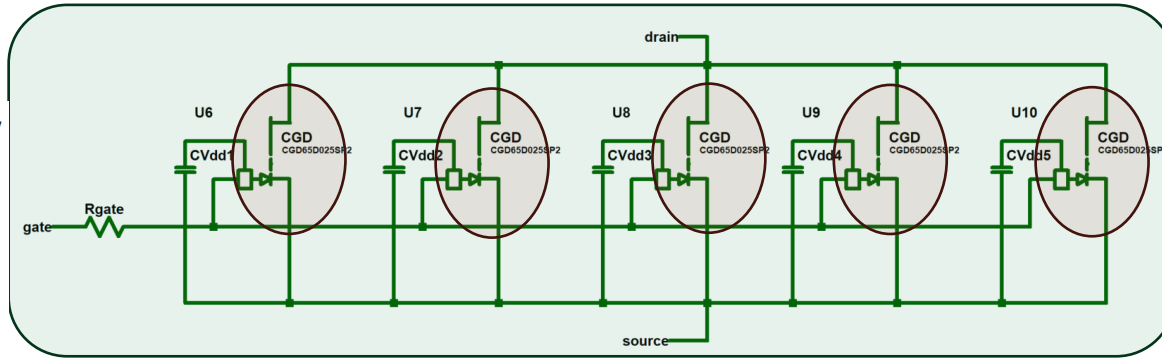 drain
U6
U7
U8
U9
U10
CGD
CGD65D025SP2
CGD
CGD65D025SP2
CGD
CGD65D025SP2
CGD
CGD65D025SP2
CGD
CGD65D025SP2
CVdd1
CVdd2
CVdd3
CVdd4
CVdd5
Rgate
gate
source